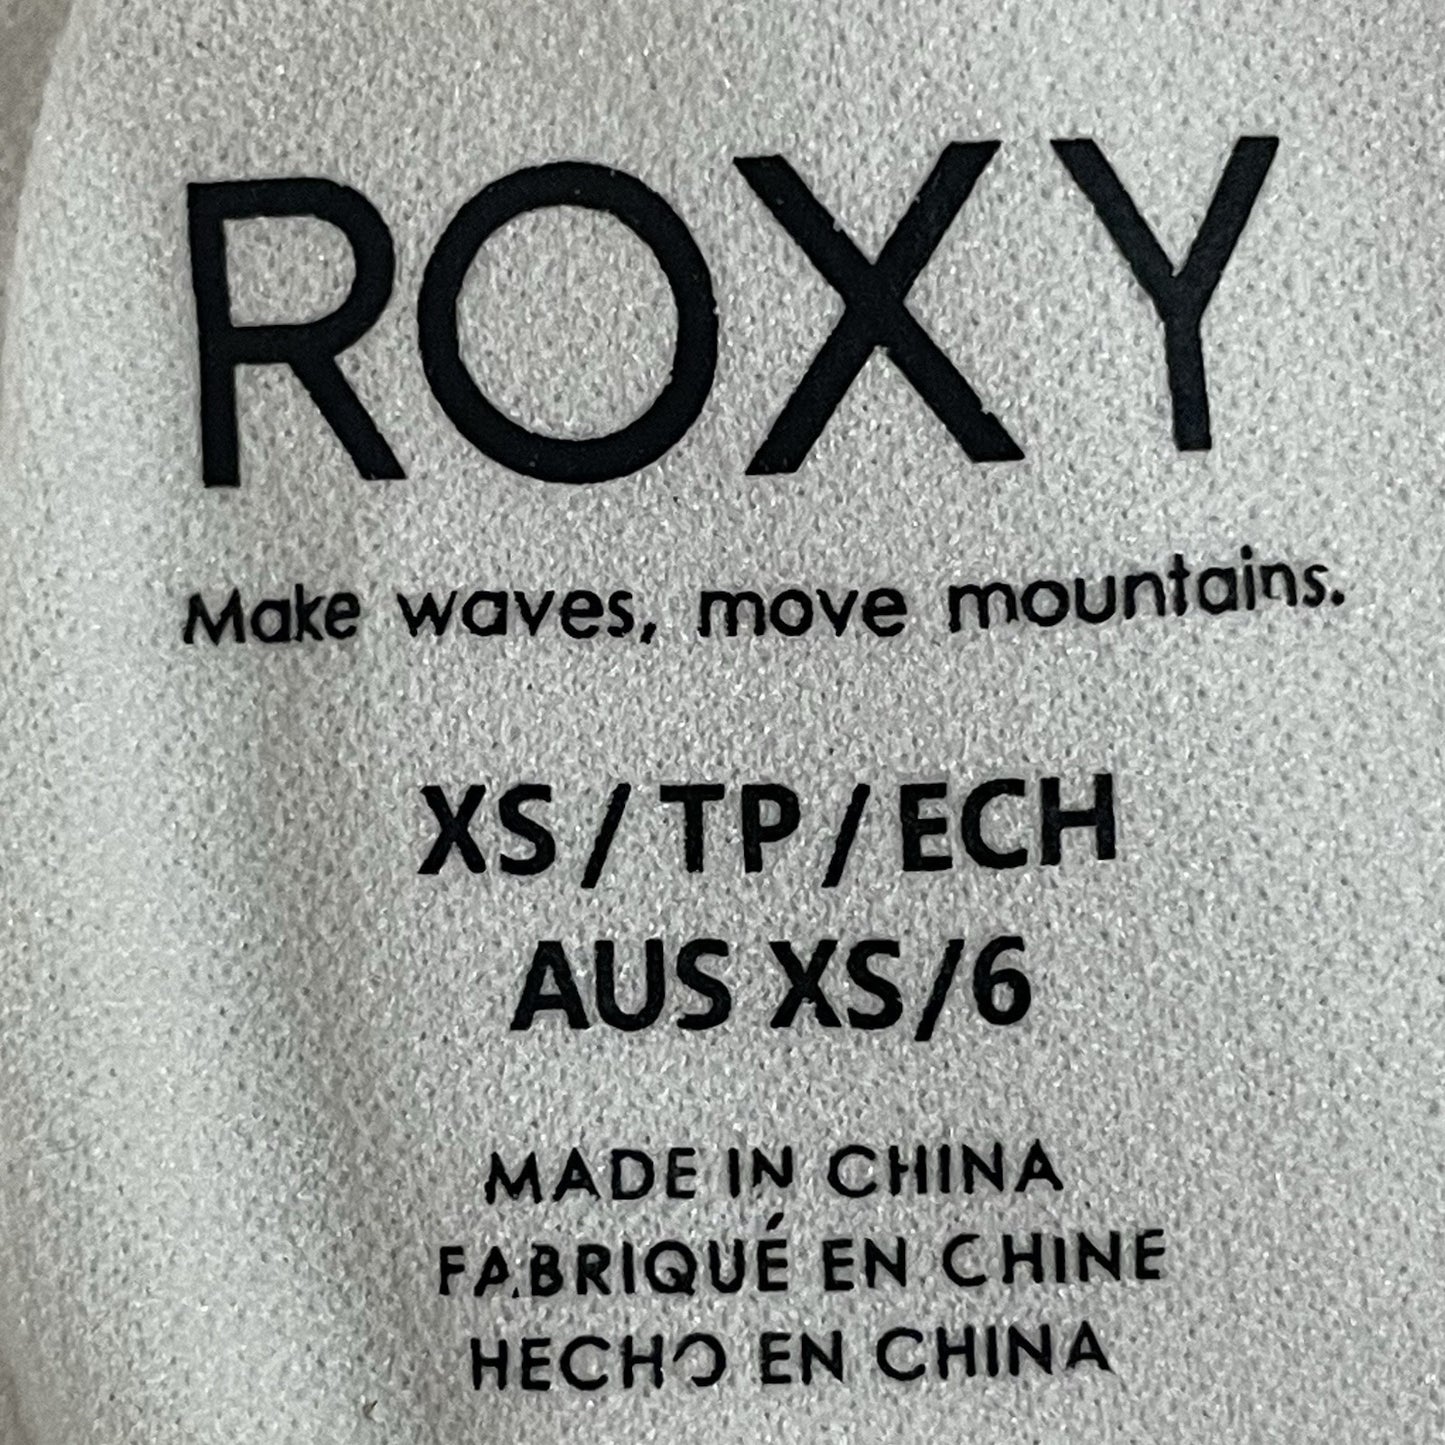 ROXY
Make waves, move mountains.
XS / TP / ECH
AUS XS/6
MADE IN CHINA
FABRIQUÉ EN CHINE
HECHO EN CHINA